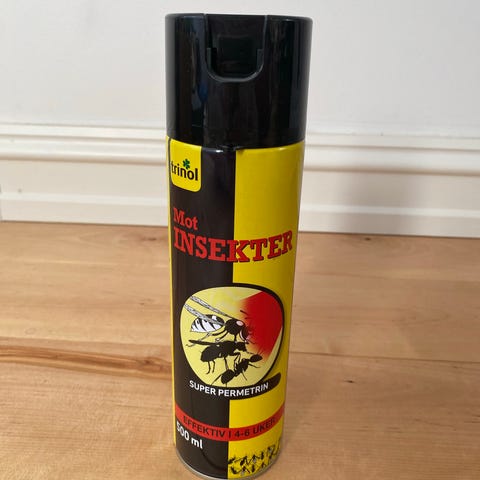 trinol
Mot
INSEKTER
SUPER PERMETRIN
EFFEKTIV I 4-6 UKER
500 ml